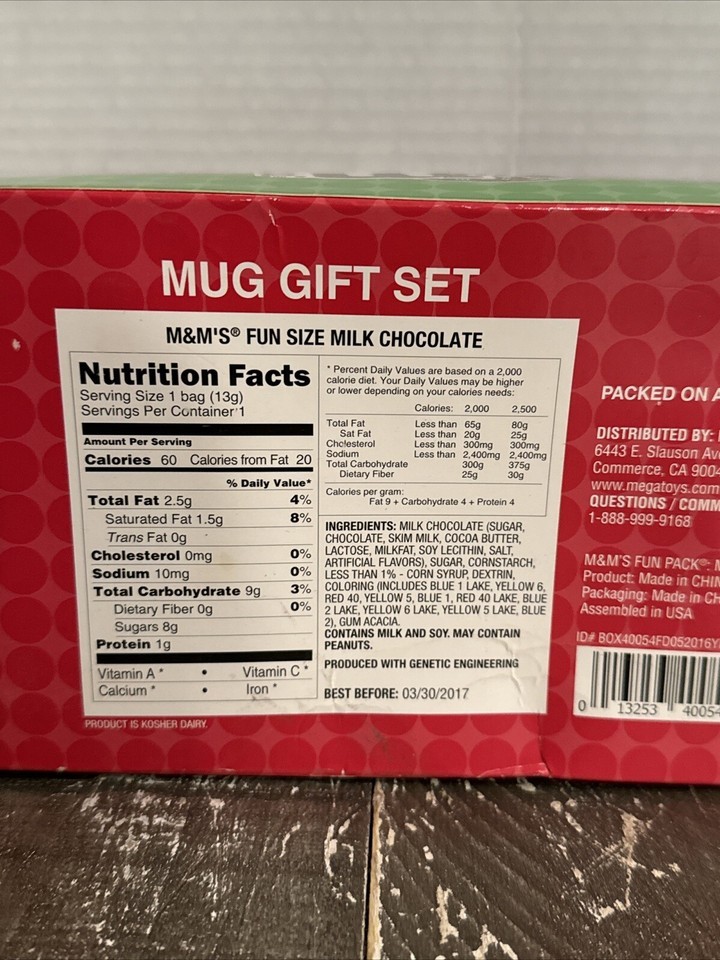 MUG GIFT SET
M&M'S® FUN SIZE MILK CHOCOLATE
Nutrition Facts
Serving Size 1 bag (13g)
Servings Per Container 1
Amount Per Serving
Calories 60 Calories from Fat 20
% Daily Value*
Total Fat 2.5g 4%
Saturated Fat 1.5g 8%
Trans Fat 0g
Cholesterol 0mg 0%
Sodium 10mg 0%
Total Carbohydrate 9g 3%
Dietary Fiber 0g 0%
Sugars 8g
Protein 1g
Vitamin A * • Vitamin C *
Calcium * • Iron *
* Percent Daily Values are based on a 2,000
calorie diet. Your Daily Values may be higher
or lower depending on your calories needs:
Calories: 2,000 2,500
Total Fat Less than 65g 80g
Sat Fat Less than 20g 25g
Cholesterol Less than 300mg 300mg
Sodium Less than 2,400mg 2,400mg
Total Carbohydrate 300g 375g
Dietary Fiber 25g 30g
Calories per gram:
Fat 9 + Carbohydrate 4 + Protein 4
INGREDIENTS: MILK CHOCOLATE (SUGAR,
CHOCOLATE, SKIM MILK, COCOA BUTTER,
LACTOSE, MILKFAT, SOY LECITHIN, SALT,
ARTIFICIAL FLAVORS), SUGAR, CORNSTARCH,
LESS THAN 1% - CORN SYRUP, DEXTRIN,
COLORING (INCLUDES BLUE 1 LAKE, YELLOW 6,
RED 40, YELLOW 5, BLUE 1, RED 40 LAKE, BLUE
2 LAKE, YELLOW 6 LAKE, YELLOW 5 LAKE, BLUE
2), GUM ACACIA.
CONTAINS MILK AND SOY. MAY CONTAIN
PEANUTS.
PRODUCED WITH GENETIC ENGINEERING
BEST BEFORE: 03/30/2017
PRODUCT IS KOSHER DAIRY.
PACKED ON A
DISTRIBUTED BY:
6443 E. Slauson Av
Commerce, CA 9004
www.megatoys.com
QUESTIONS / COMM
1-888-999-9168
M&M'S FUN PACK®: M
Product: Made in CHIN
Packaging: Made in CH
Assembled in USA
ID# BOX40054FD052016Y
0 13253 40054